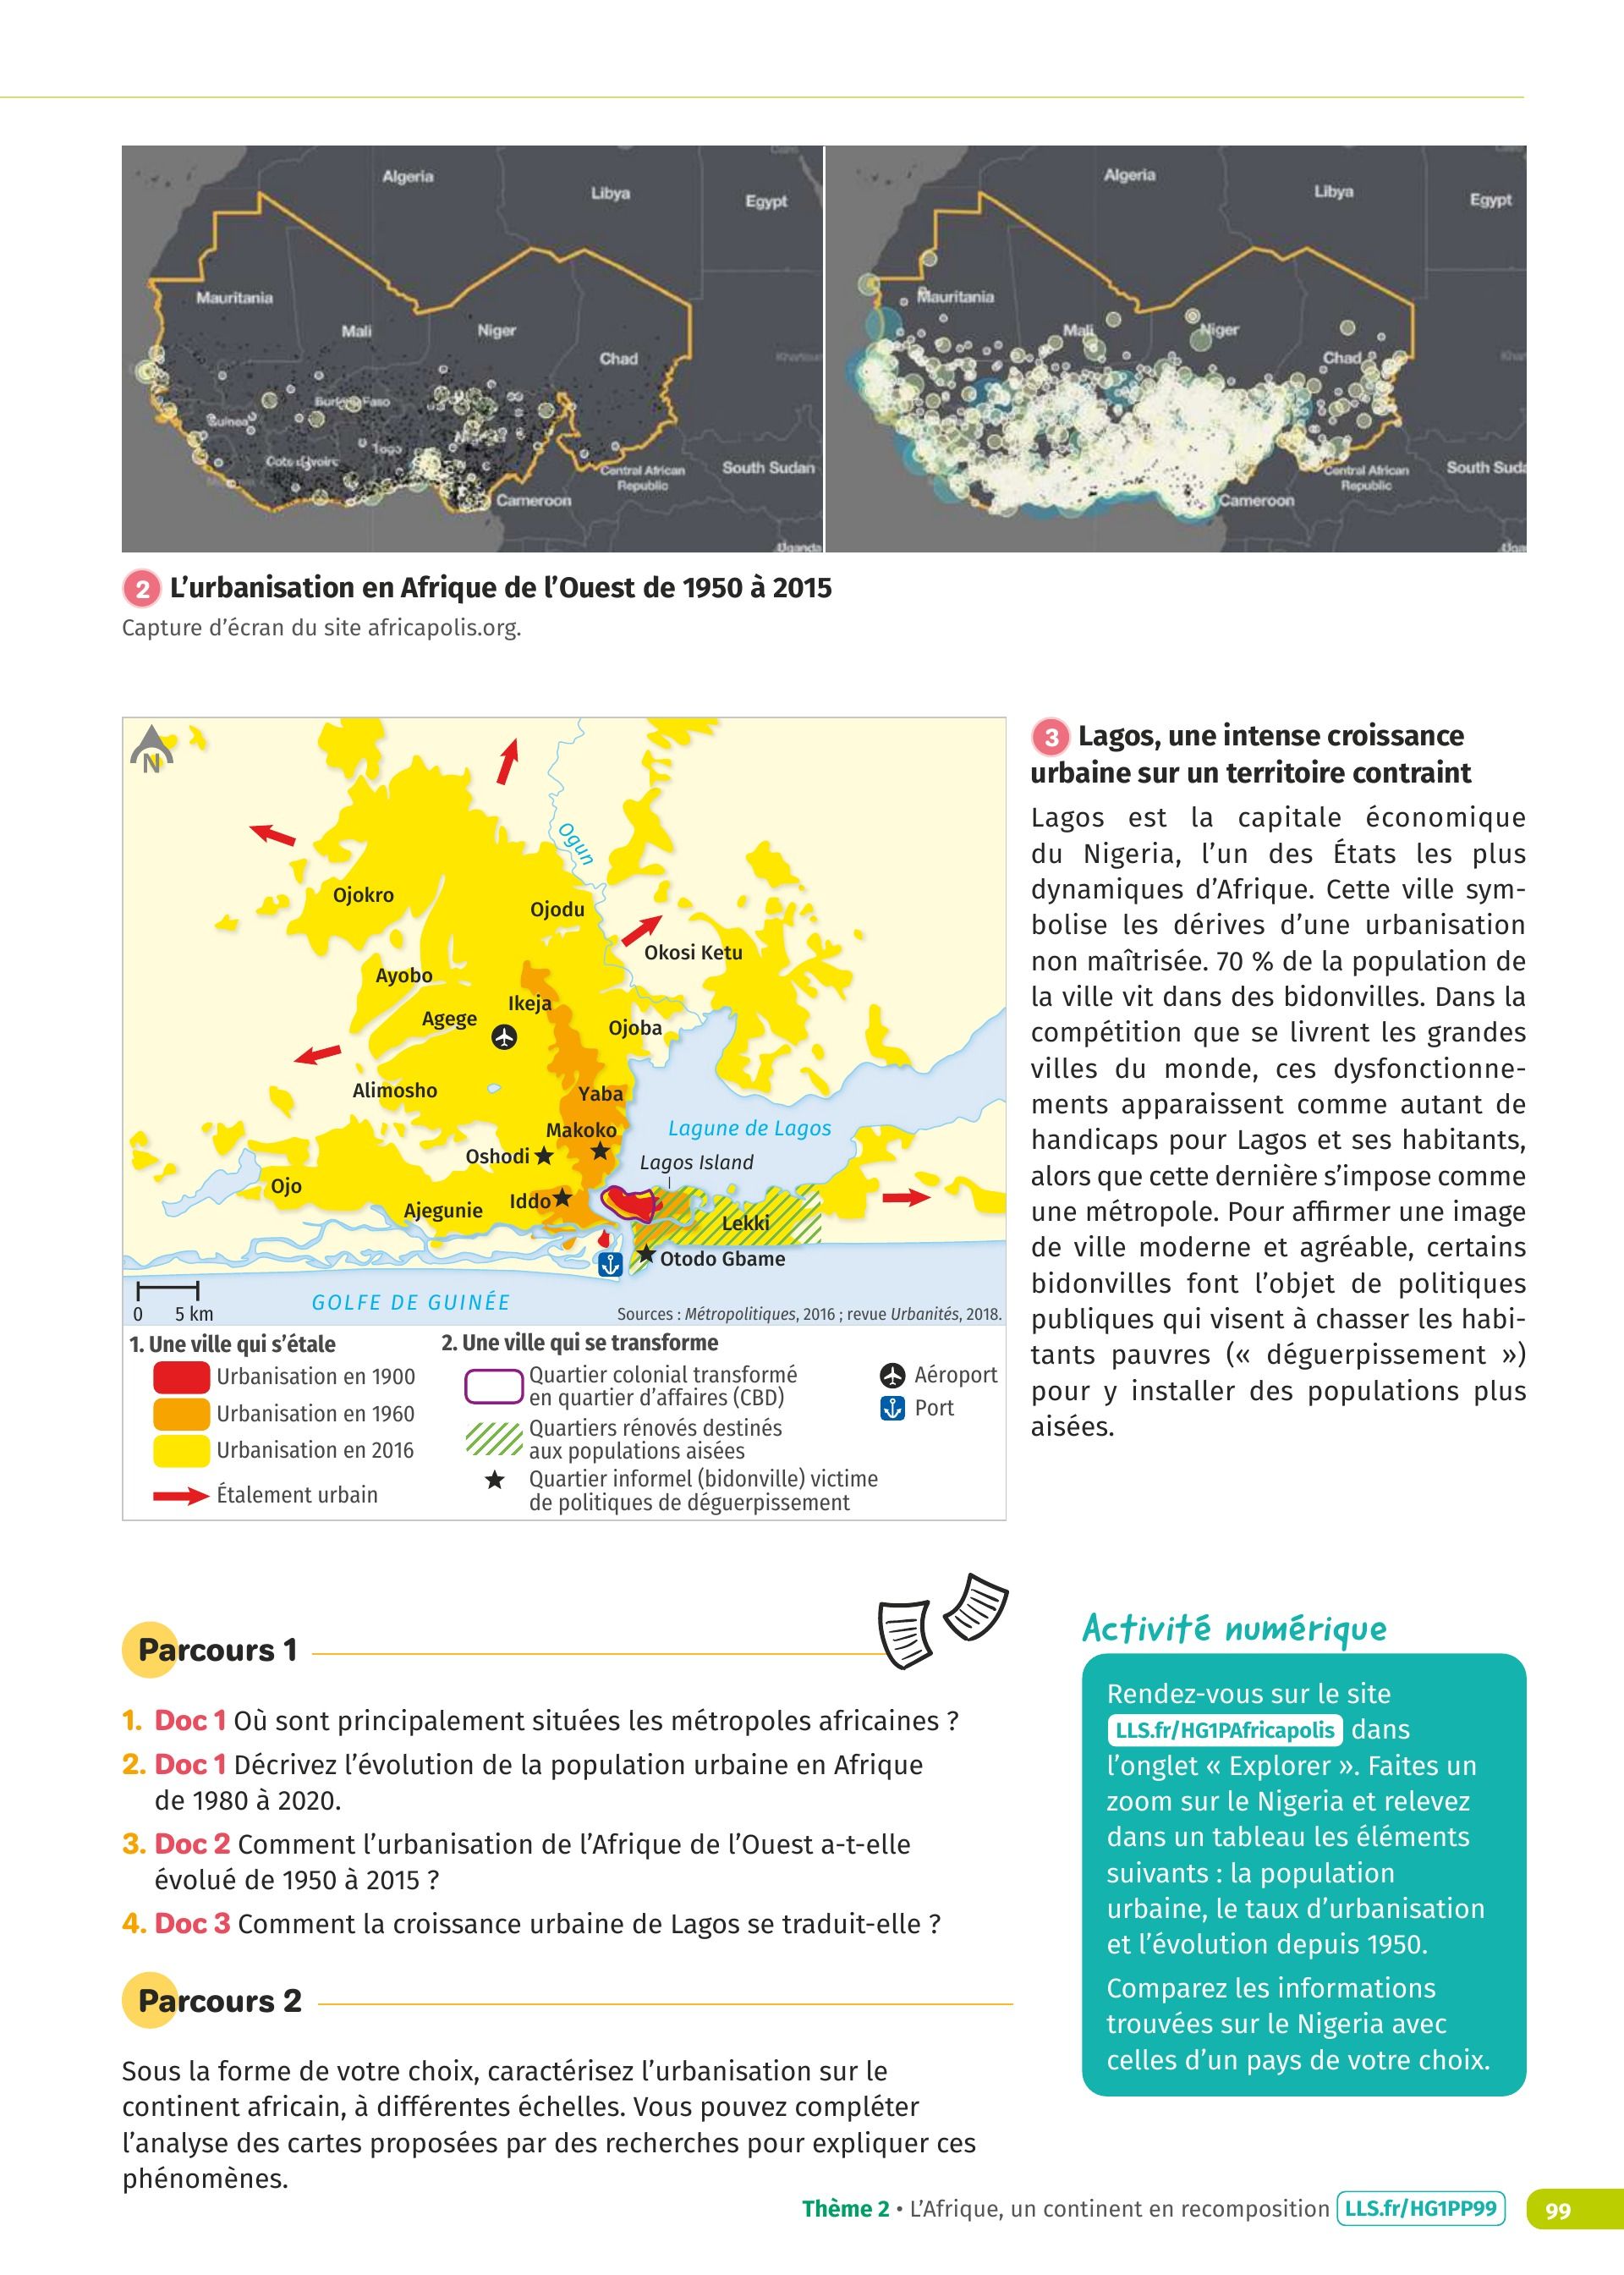 Algeria
Libya
Egypt
Mauritania
Mali
Niger
Chad
Burkina Faso
Guinea
Togo
Cote d'Ivoire
Central African
Republic
South Sudan
Cameroon
Uganda
Algeria
Libya
Egypt
Mauritania
Mali
Niger
Chad
Central African
Republic
South Suda
Cameroon
2 L'urbanisation en Afrique de l'Ouest de 1950 à 2015
Capture d'écran du site africapolis.org.
N
Ogun
Ojokro
Ojodu
Okosi Ketu
Ayobo
Ikeja
Agege
Ojoba
Alimosho
Yaba
Makoko
Lagune de Lagos
Oshodi
Lagos Island
Ojo
Iddo
Ajegunie
Lekki
Otodo Gbame
GOLFE DE GUINÉE
0 5 km
Sources : Métropolitiques, 2016 ; revue Urbanités, 2018.
1. Une ville qui s'étale
Urbanisation en 1900
Urbanisation en 1960
Urbanisation en 2016
Étalement urbain
2. Une ville qui se transforme
Quartier colonial transformé
en quartier d'affaires (CBD)
Quartiers rénovés destinés
aux populations aisées
Quartier informel (bidonville) victime
de politiques de déguerpissement
Aéroport
Port
3 Lagos, une intense croissance
urbaine sur un territoire contraint
Lagos est la capitale économique
du Nigeria, l'un des États les plus
dynamiques d'Afrique. Cette ville sym-
bolise les dérives d'une urbanisation
non maîtrisée. 70 % de la population de
la ville vit dans des bidonvilles. Dans la
compétition que se livrent les grandes
villes du monde, ces dysfonctionne-
ments apparaissent comme autant de
handicaps pour Lagos et ses habitants,
alors que cette dernière s'impose comme
une métropole. Pour affirmer une image
de ville moderne et agréable, certains
bidonvilles font l'objet de politiques
publiques qui visent à chasser les habi-
tants pauvres (« déguerpissement »)
pour y installer des populations plus
aisées.
Parcours 1
1. Doc 1 Où sont principalement situées les métropoles africaines ?
2. Doc 1 Décrivez l'évolution de la population urbaine en Afrique
de 1980 à 2020.
3. Doc 2 Comment l'urbanisation de l'Afrique de l'Ouest a-t-elle
évolué de 1950 à 2015 ?
4. Doc 3 Comment la croissance urbaine de Lagos se traduit-elle ?
Parcours 2
Sous la forme de votre choix, caractérisez l'urbanisation sur le
continent africain, à différentes échelles. Vous pouvez compléter
l'analyse des cartes proposées par des recherches pour expliquer ces
phénomènes.
Activité numérique
Rendez-vous sur le site
LLS.fr/HG1PAfricapolis dans
l'onglet « Explorer ». Faites un
zoom sur le Nigeria et relevez
dans un tableau les éléments
suivants : la population
urbaine, le taux d'urbanisation
et l'évolution depuis 1950.
Comparez les informations
trouvées sur le Nigeria avec
celles d'un pays de votre choix.
Thème 2 • L'Afrique, un continent en recomposition LLS.fr/HG1PP99 99